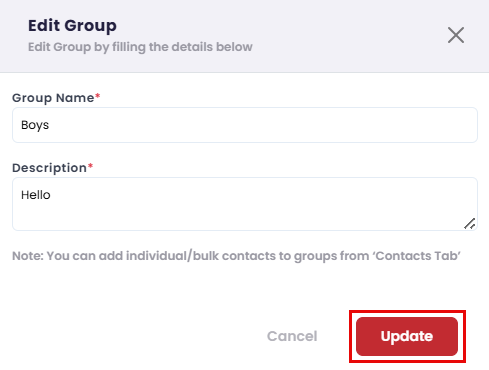 Edit Group
Edit Group by filling the details below
Group Name*
Boys
Description*
Hello
Note: You can add individual/bulk contacts to groups from ‘Contacts Tab’
Cancel
Update